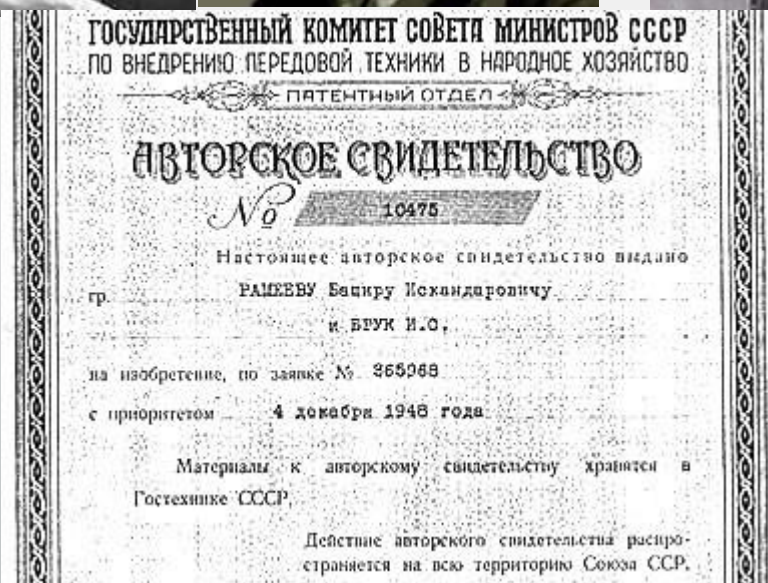 ГОСУДАРСТВЕННЫЙ КОМИТЕТ СОВЕТА МИНИСТРОВ СССР
ПО ВНЕДРЕНИЮ ПЕРЕДОВОЙ ТЕХНИКИ В НАРОДНОЕ ХОЗЯЙСТВО
ПАТЕНТНЫЙ ОТДЕЛ
АВТОРСКОЕ СВИДЕТЕЛЬСТВО
№ 10475
Настоящее авторское свидетельство выдано
гр. РАМЕЕВУ Баширу Искандаровичу
и БРУК И.С.
на изобретение, по заявке № 365968
с приоритетом 4 декабря 1948 года
Материалы к авторскому свидетельству хранятся в
Гостехнике СССР.
Действие авторского свидетельства распро-
страняется на всю территорию Союза ССР.